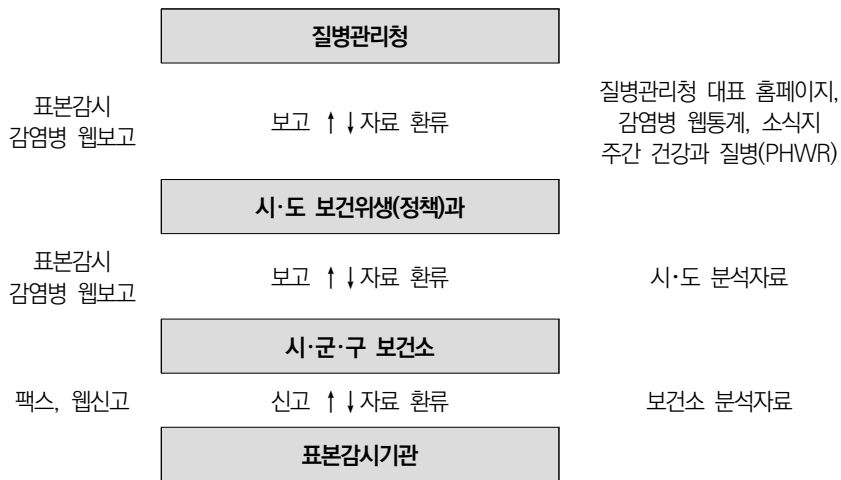 질병관리청
표본감시
감염병 웹보고
보고 ↑↓자료 환류
질병관리청 대표 홈페이지,
감염병 웹통계, 소식지
주간 건강과 질병(PHWR)
시·도 보건위생(정책)과
표본감시
감염병 웹보고
보고 ↑↓자료 환류
시·도 분석자료
시·군·구 보건소
팩스, 웹신고
신고 ↑↓자료 환류
보건소 분석자료
표본감시기관